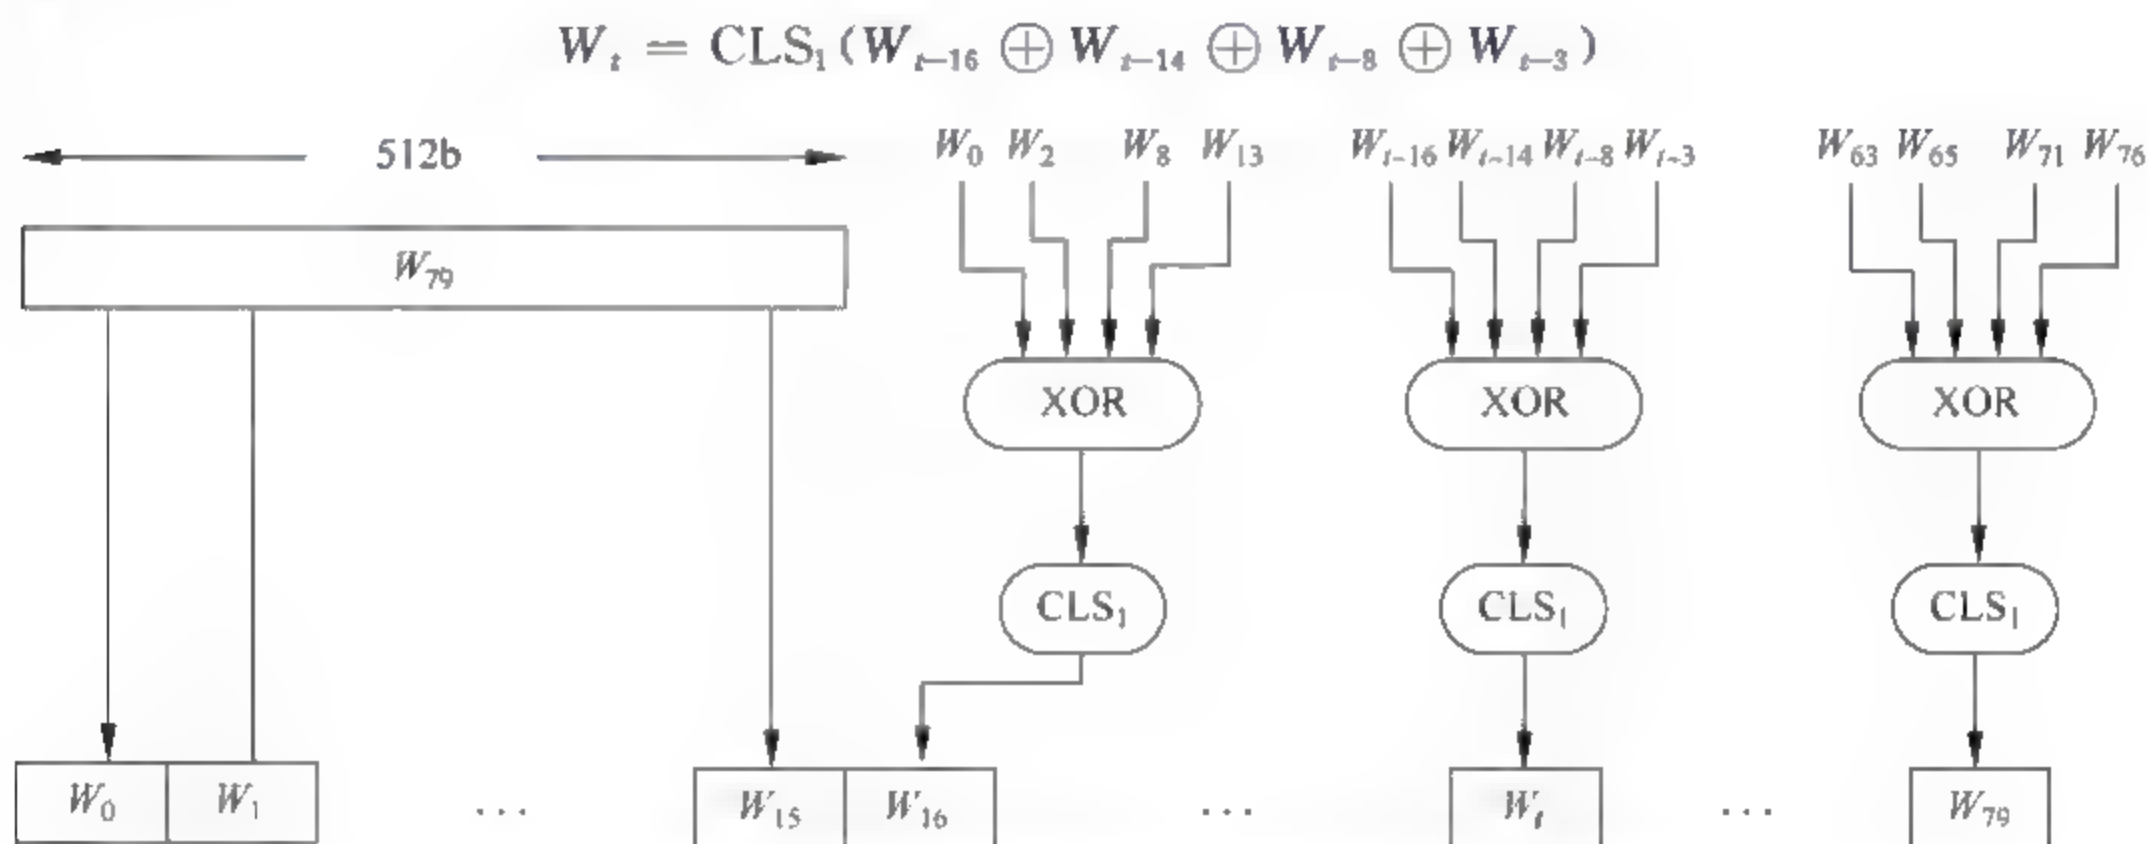 W_t = CLS_1(W_{t-16} ⊕ W_{t-14} ⊕ W_{t-8} ⊕ W_{t-3})
512b
W_0 W_2 W_8 W_13 W_{t-16} W_{t-14} W_{t-8} W_{t-3} W_63 W_65 W_71 W_76
W_79
XOR XOR XOR
CLS_1 CLS_1 CLS_1
W_0 W_1 ... W_15 W_16 ... W_t ... W_79